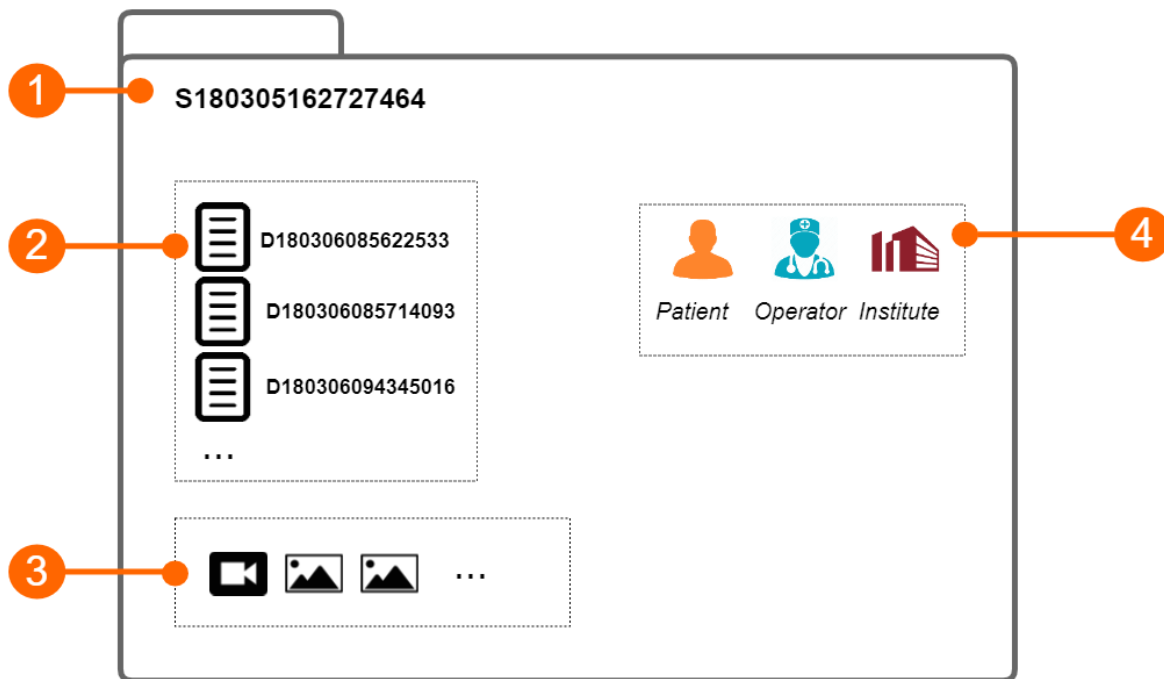 1
S180305162727464
2
D180306085622533
D180306085714093
D180306094345016
...
Patient Operator Institute
4
3
...